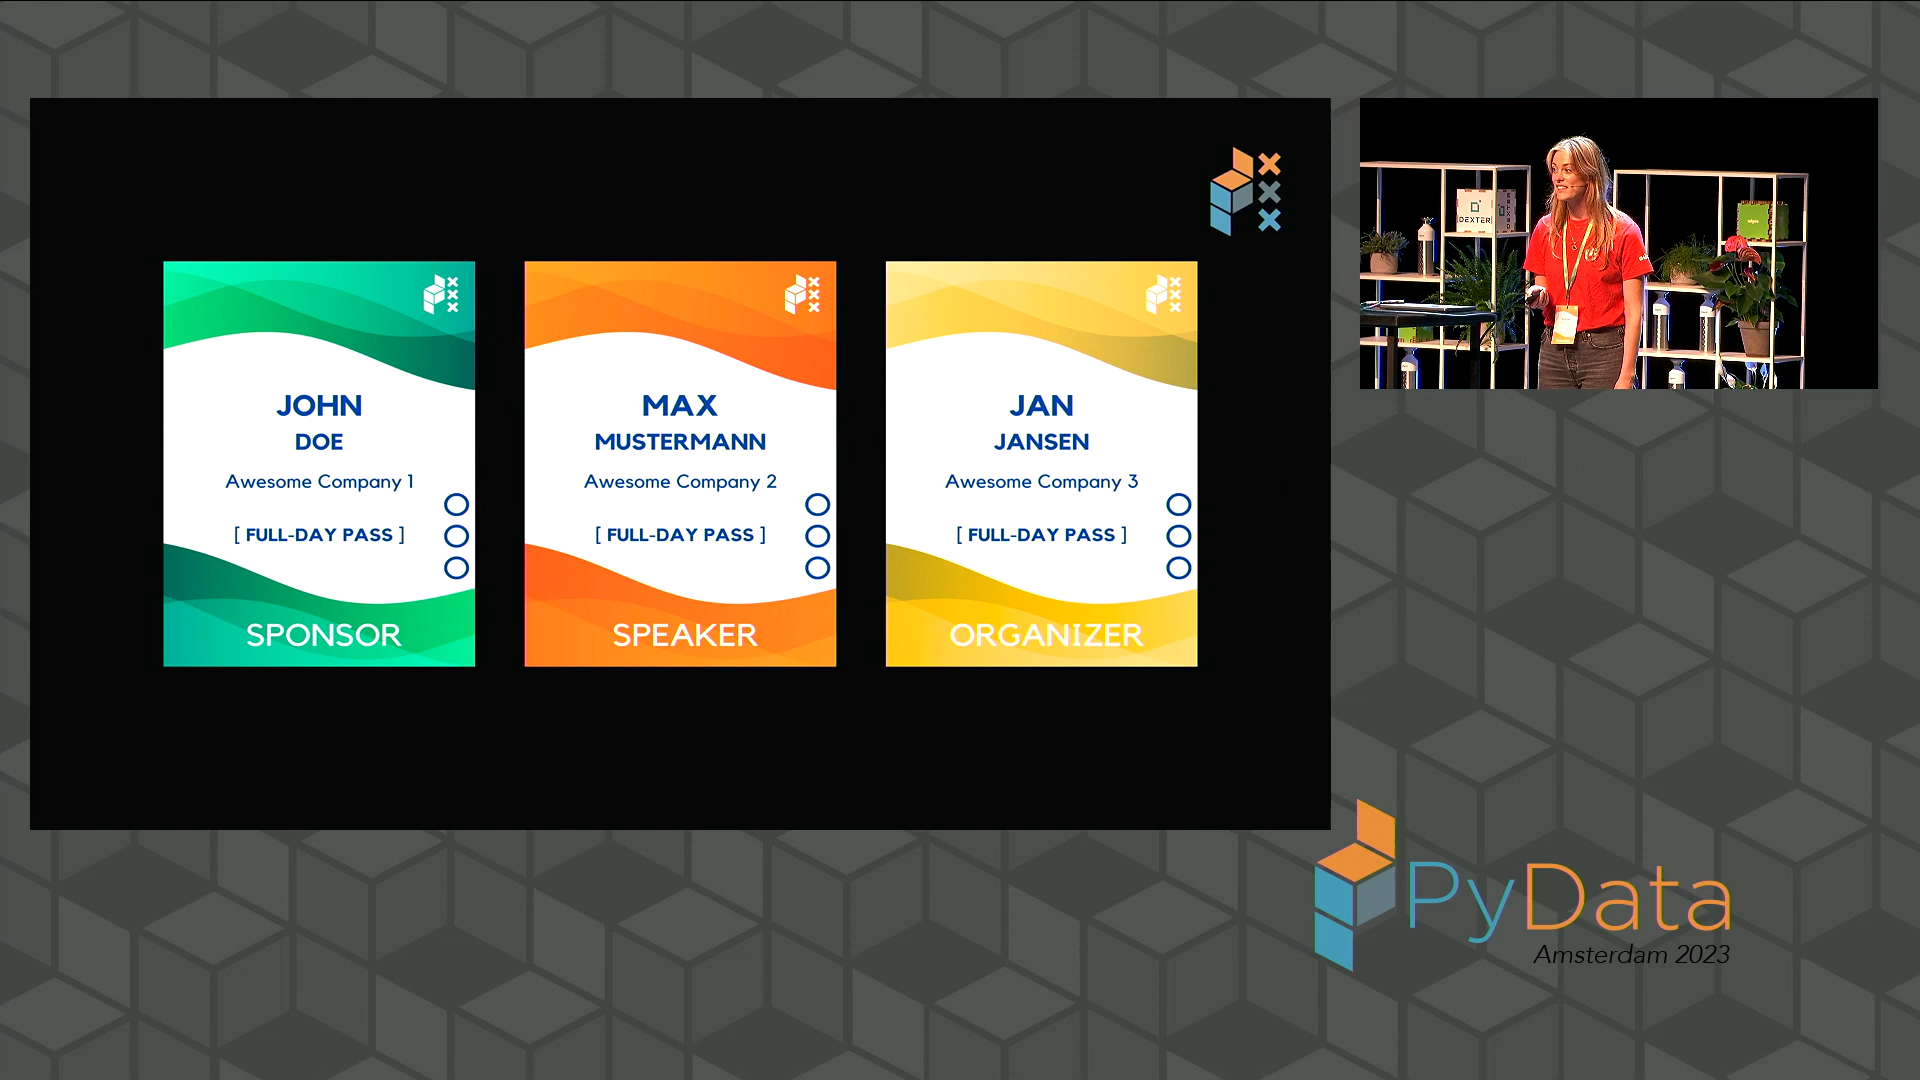 JOHN
DOE
Awesome Company 1
[ FULL-DAY PASS ]
SPONSOR
MAX
MUSTERMANN
Awesome Company 2
[ FULL-DAY PASS ]
SPEAKER
JAN
JANSEN
Awesome Company 3
[ FULL-DAY PASS ]
ORGANIZER
DEXTER
PyData
Amsterdam 2023